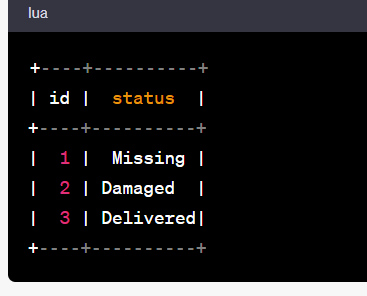 lua
+----+----------+
| id |  status  |
+----+----------+
|  1 |  Missing |
|  2 | Damaged  |
|  3 | Delivered|
+----+----------+